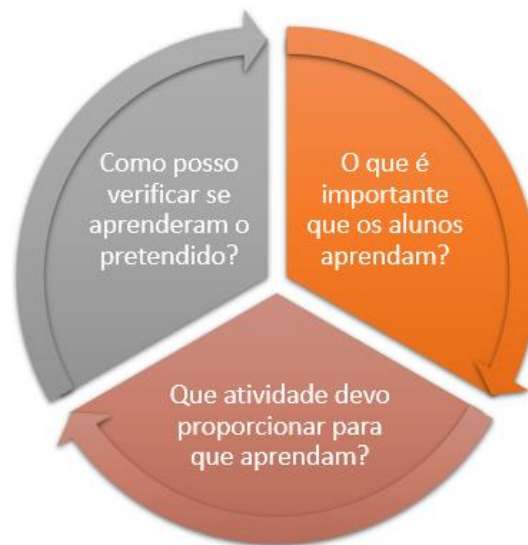 O que é
importante
que os alunos
aprendam?
Que atividade devo
proporcionar para
que aprendam?
Como posso
verificar se
aprenderam o
pretendido?